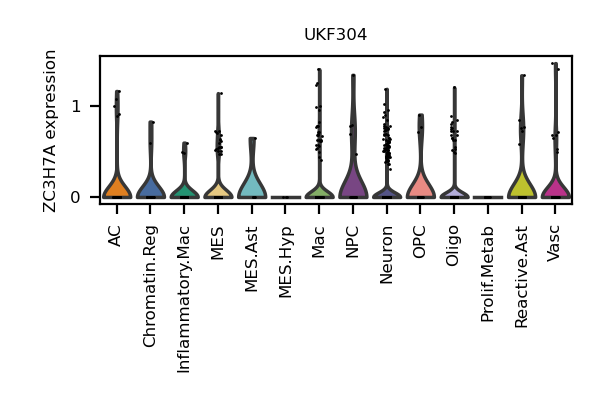 UKF304
ZC3H7A expression
1
0
AC
Chromatin.Reg
Inflammatory.Mac
MES
MES.Ast
MES.Hyp
Mac
NPC
Neuron
OPC
Oligo
Prolif.Metab
Reactive.Ast
Vasc